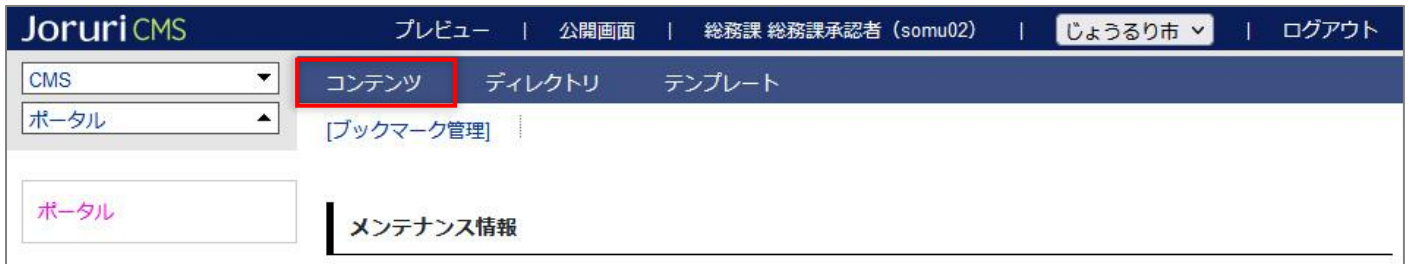 Joruri CMS プレビュー | 公開画面 | 総務課 総務課承認者（somu02） | じょうるり市 | ログアウト
CMS コンテンツ ディレクトリ テンプレート
ポータル [ブックマーク管理]
ポータル
メンテナンス情報